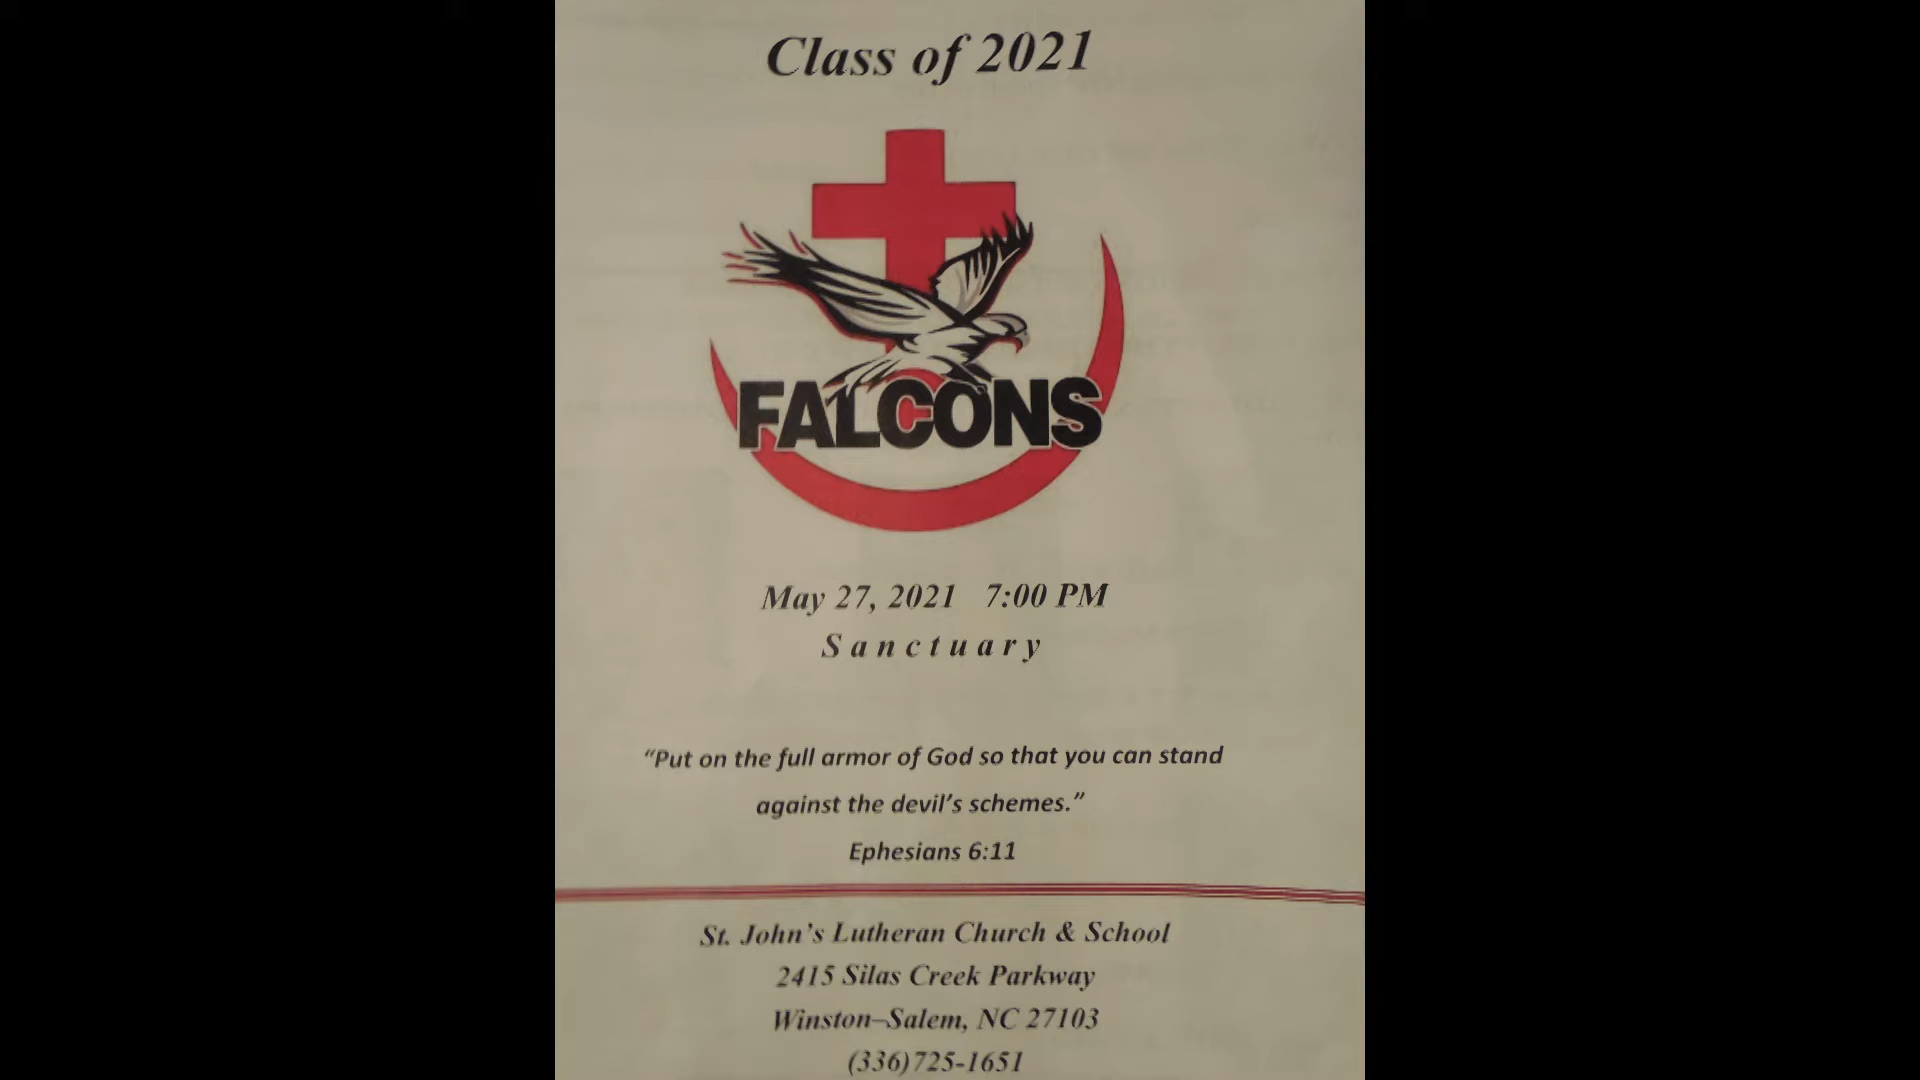 Class of 2021
FALCONS
May 27, 2021 7:00 PM
Sanctuary
“Put on the full armor of God so that you can stand
against the devil’s schemes.”
Ephesians 6:11
St. John’s Lutheran Church & School
2415 Silas Creek Parkway
Winston–Salem, NC 27103
(336)725-1651